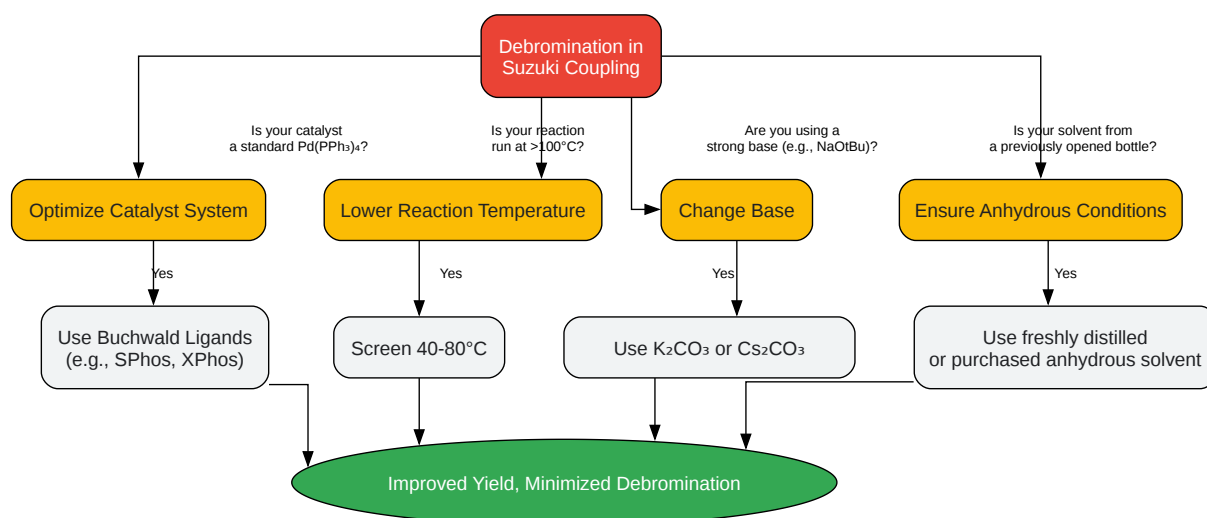 Debromination in
Suzuki Coupling
Is your catalyst
a standard Pd(PPh₃)₄?
Is your reaction
run at >100°C?
Are you using a
strong base (e.g., NaOtBu)?
Is your solvent from
a previously opened bottle?
Optimize Catalyst System
Lower Reaction Temperature
Change Base
Ensure Anhydrous Conditions
Yes
Yes
Yes
Yes
Use Buchwald Ligands
(e.g., SPhos, XPhos)
Screen 40-80°C
Use K₂CO₃ or Cs₂CO₃
Use freshly distilled
or purchased anhydrous solvent
Improved Yield, Minimized Debromination